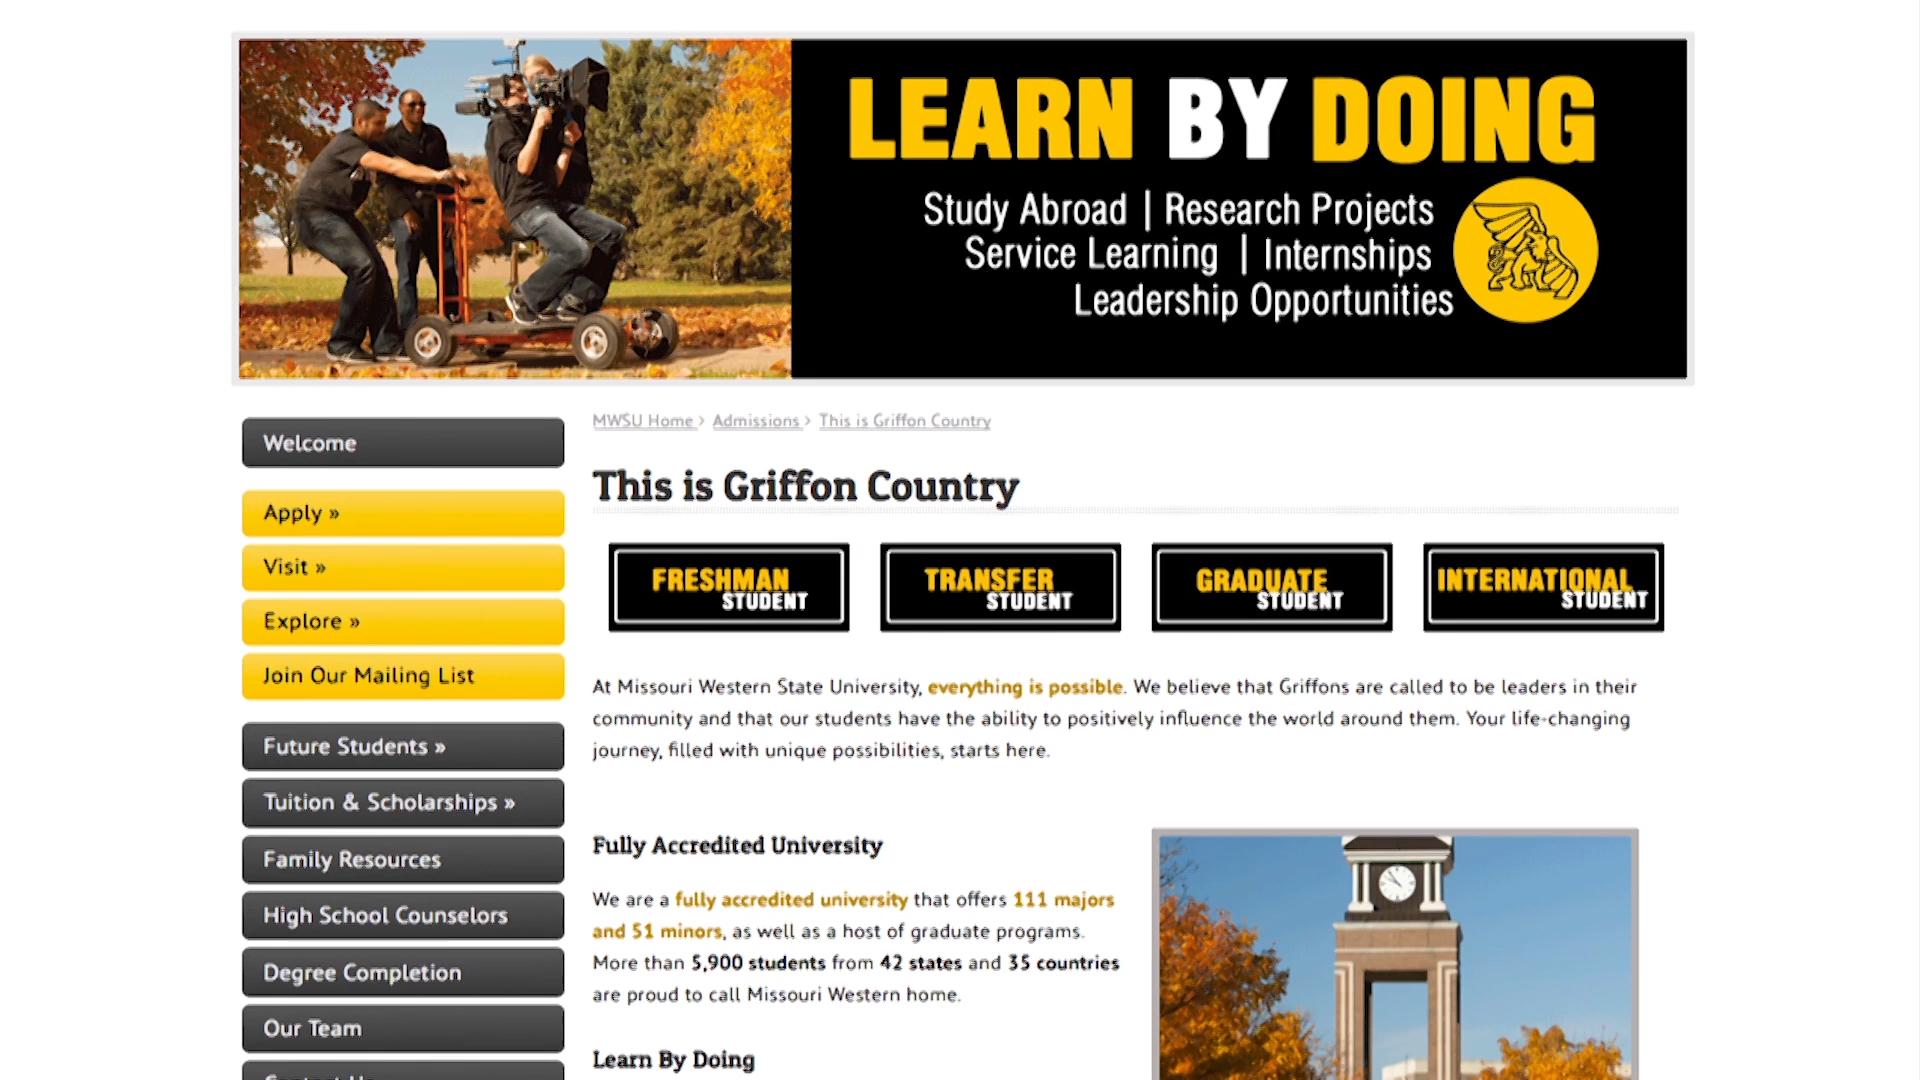 LEARN BY DOING
Study Abroad | Research Projects
Service Learning | Internships
Leadership Opportunities
Welcome
Apply »
Visit »
Explore »
Join Our Mailing List
Future Students »
Tuition & Scholarships »
Family Resources
High School Counselors
Degree Completion
Our Team
MWSU Home › Admissions › This is Griffon Country
This is Griffon Country
FRESHMAN
STUDENT
TRANSFER
STUDENT
GRADUATE
STUDENT
INTERNATIONAL
STUDENT
At Missouri Western State University, everything is possible. We believe that Griffons are called to be leaders in their
community and that our students have the ability to positively influence the world around them. Your life-changing
journey, filled with unique possibilities, starts here.
Fully Accredited University
We are a fully accredited university that offers 111 majors
and 51 minors, as well as a host of graduate programs.
More than 5,900 students from 42 states and 35 countries
are proud to call Missouri Western home.
Learn By Doing